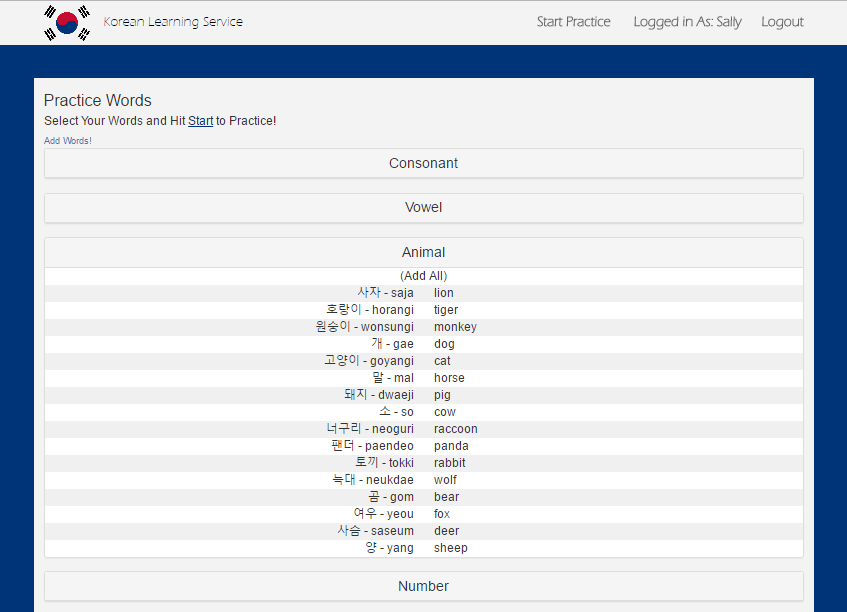 Korean Learning Service Start Practice Logged in As: Sally Logout
Practice Words
Select Your Words and Hit Start to Practice!
Add Words!
Consonant
Vowel
Animal
(Add All)
사자 - saja lion
호랑이 - horangi tiger
원숭이 - wonsungi monkey
개 - gae dog
고양이 - goyangi cat
말 - mal horse
돼지 - dwaeji pig
소 - so cow
너구리 - neoguri raccoon
팬더 - paendeo panda
토끼 - tokki rabbit
늑대 - neukdae wolf
곰 - gom bear
여우 - yeou fox
사슴 - saseum deer
양 - yang sheep
Number